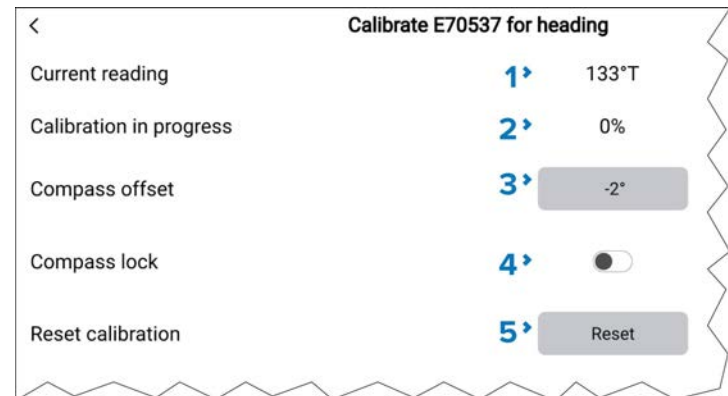 Calibrate E70537 for heading
Current reading 1 133°T
Calibration in progress 2 0%
Compass offset 3 -2°
Compass lock 4
Reset calibration 5 Reset